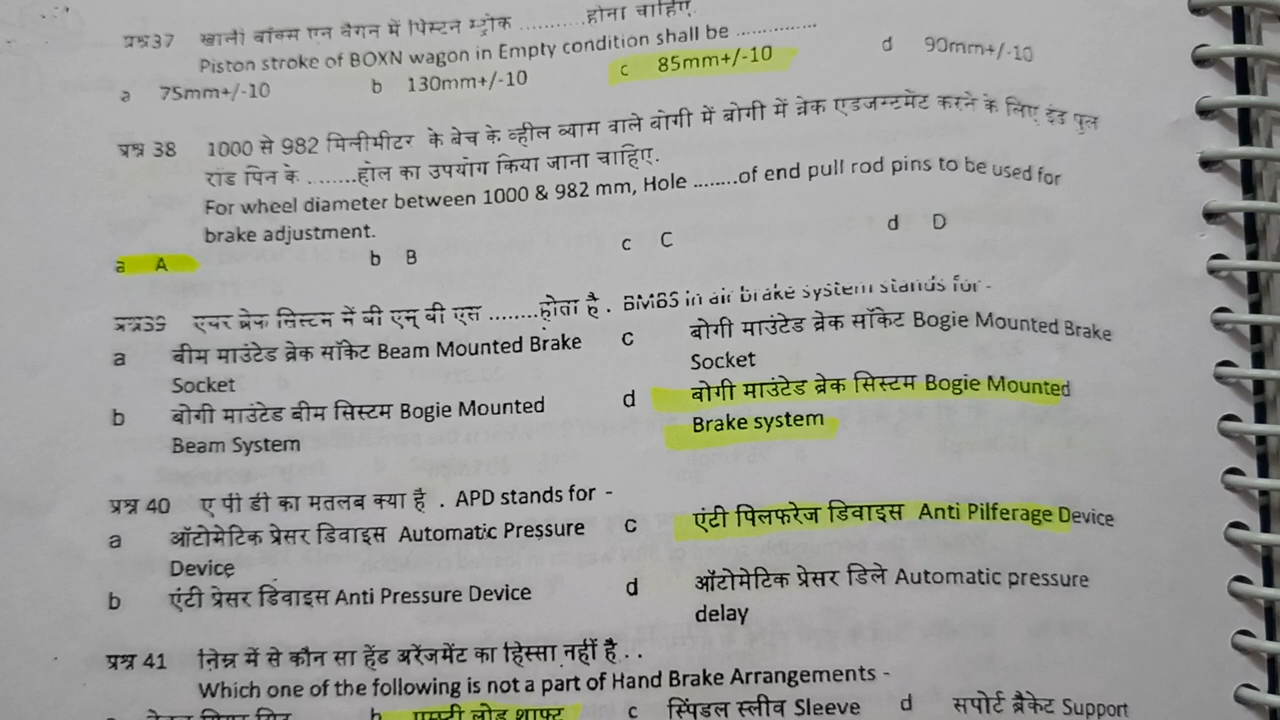 प्रश्न37 खाली बॉक्स एन वैगन में पिस्टन स्ट्रोक ...........होना चाहिए.
Piston stroke of BOXN wagon in Empty condition shall be ..............
a 75mm+/-10 b 130mm+/-10 c 85mm+/-10 d 90mm+/-10
प्रश्न 38 1000 से 982 मिलीमीटर के बेच के व्हील व्यास वाले बोगी में बोगी में ब्रेक एडजस्टमेंट करने के लिए इंड पुल
रॉड पिन के ........होल का उपयोग किया जाना चाहिए.
For wheel diameter between 1000 & 982 mm, Hole ........of end pull rod pins to be used for
brake adjustment.
a A b B c C d D
प्रश्न39 एयर ब्रेक सिस्टम में बी एम् बी एस ........होता है . BMBS in air brake system stands for -
a बीम माउंटेड ब्रेक सॉकेट Beam Mounted Brake Socket
c बोगी माउंटेड ब्रेक सॉकेट Bogie Mounted Brake Socket
b बोगी माउंटेड बीम सिस्टम Bogie Mounted Beam System
d बोगी माउंटेड ब्रेक सिस्टम Bogie Mounted Brake system
प्रश्न 40 ए पी डी का मतलब क्या है . APD stands for -
a ऑटोमेटिक प्रेसर डिवाइस Automatic Pressure Device
c एंटी पिलफरेज डिवाइस Anti Pilferage Device
b एंटी प्रेसर डिवाइस Anti Pressure Device
d ऑटोमेटिक प्रेसर डिले Automatic pressure delay
प्रश्न 41 निम्न में से कौन सा हेंड अरेंजमेंट का हिस्सा नहीं है . .
Which one of the following is not a part of Hand Brake Arrangements -
b एमप्टी लोड शाफ़्ट c स्पिंडल स्लीव Sleeve d सपोर्ट ब्रैकेट Support